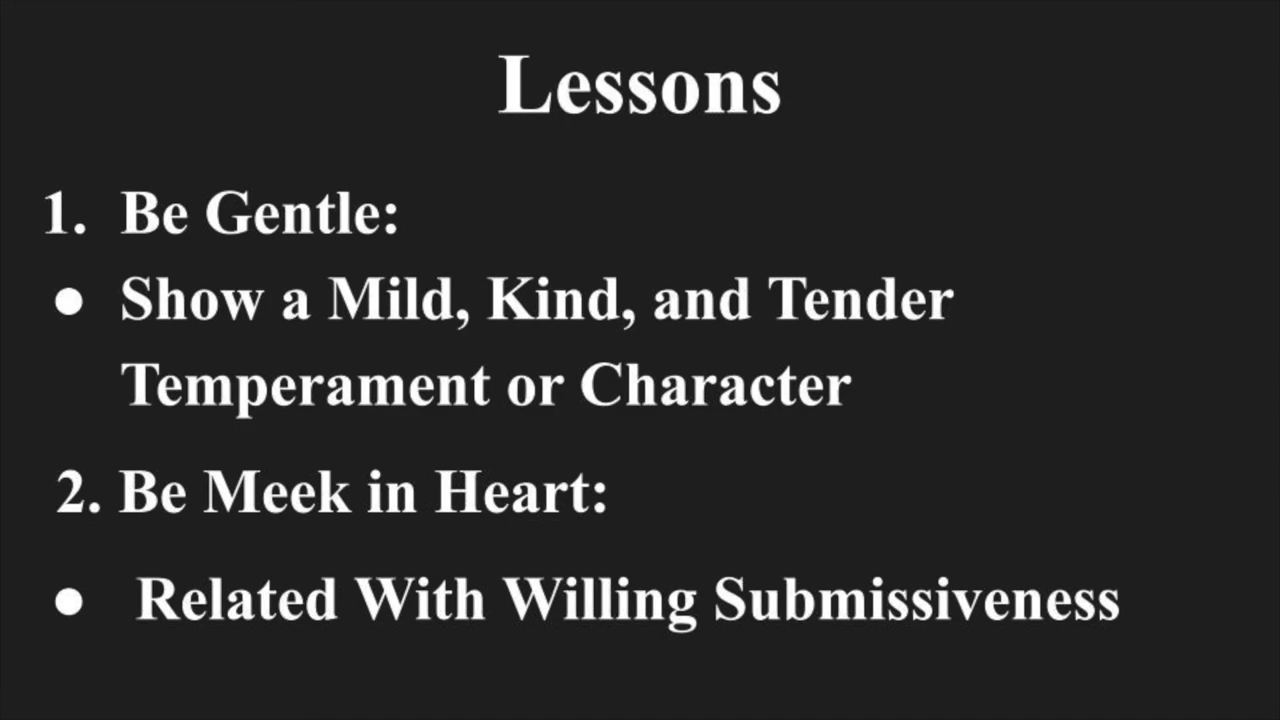 Lessons
1. Be Gentle:
● Show a Mild, Kind, and Tender
Temperament or Character
2. Be Meek in Heart:
● Related With Willing Submissiveness